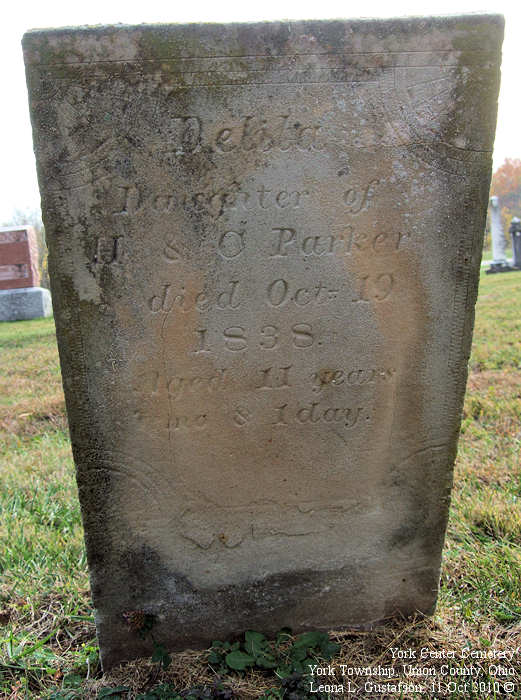 Delila
Daughter of
H & O Parker
died Oct 19
1838.
Aged 11 years
mo & 1 day.
York Center Cemetery
York Township, Union County, Ohio
Leona L. Gustafson, 11 Oct 2010 ©